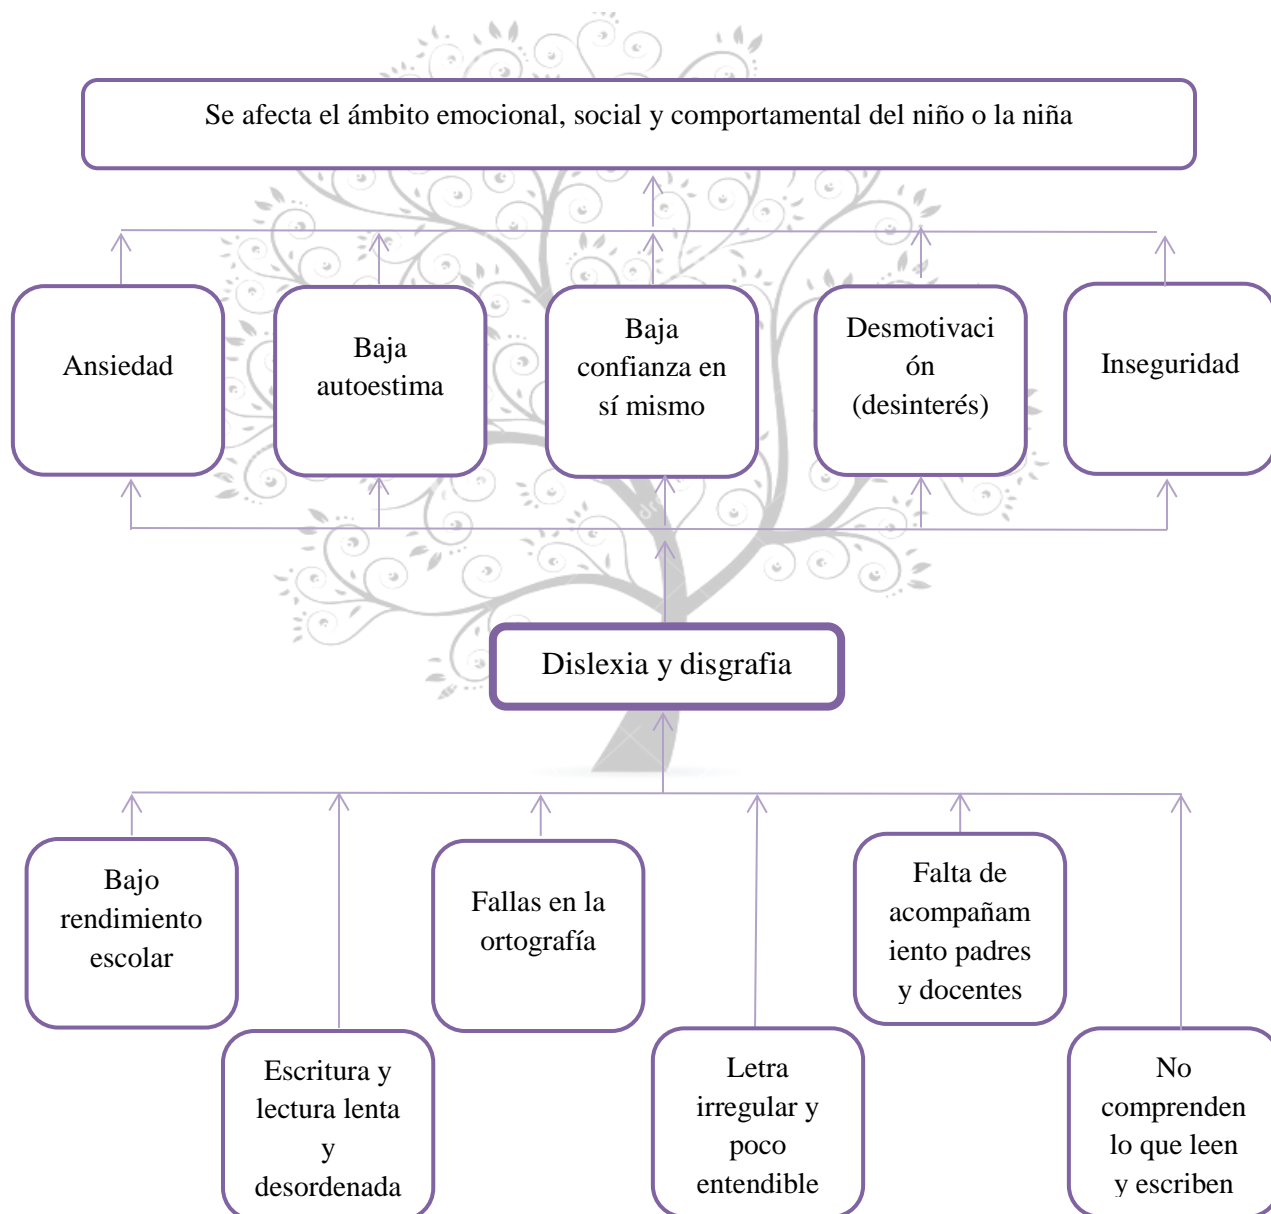 Se afecta el ámbito emocional, social y comportamental del niño o la niña
Ansiedad
Baja
autoestima
Baja
confianza en
sí mismo
Desmotivaci
ón
(desinterés)
Inseguridad
Dislexia y disgrafia
Bajo
rendimiento
escolar
Fallas en la
ortografía
Falta de
acompañam
iento padres
y docentes
Escritura y
lectura lenta
y
desordenada
Letra
irregular y
poco
entendible
No
comprenden
lo que leen
y escriben